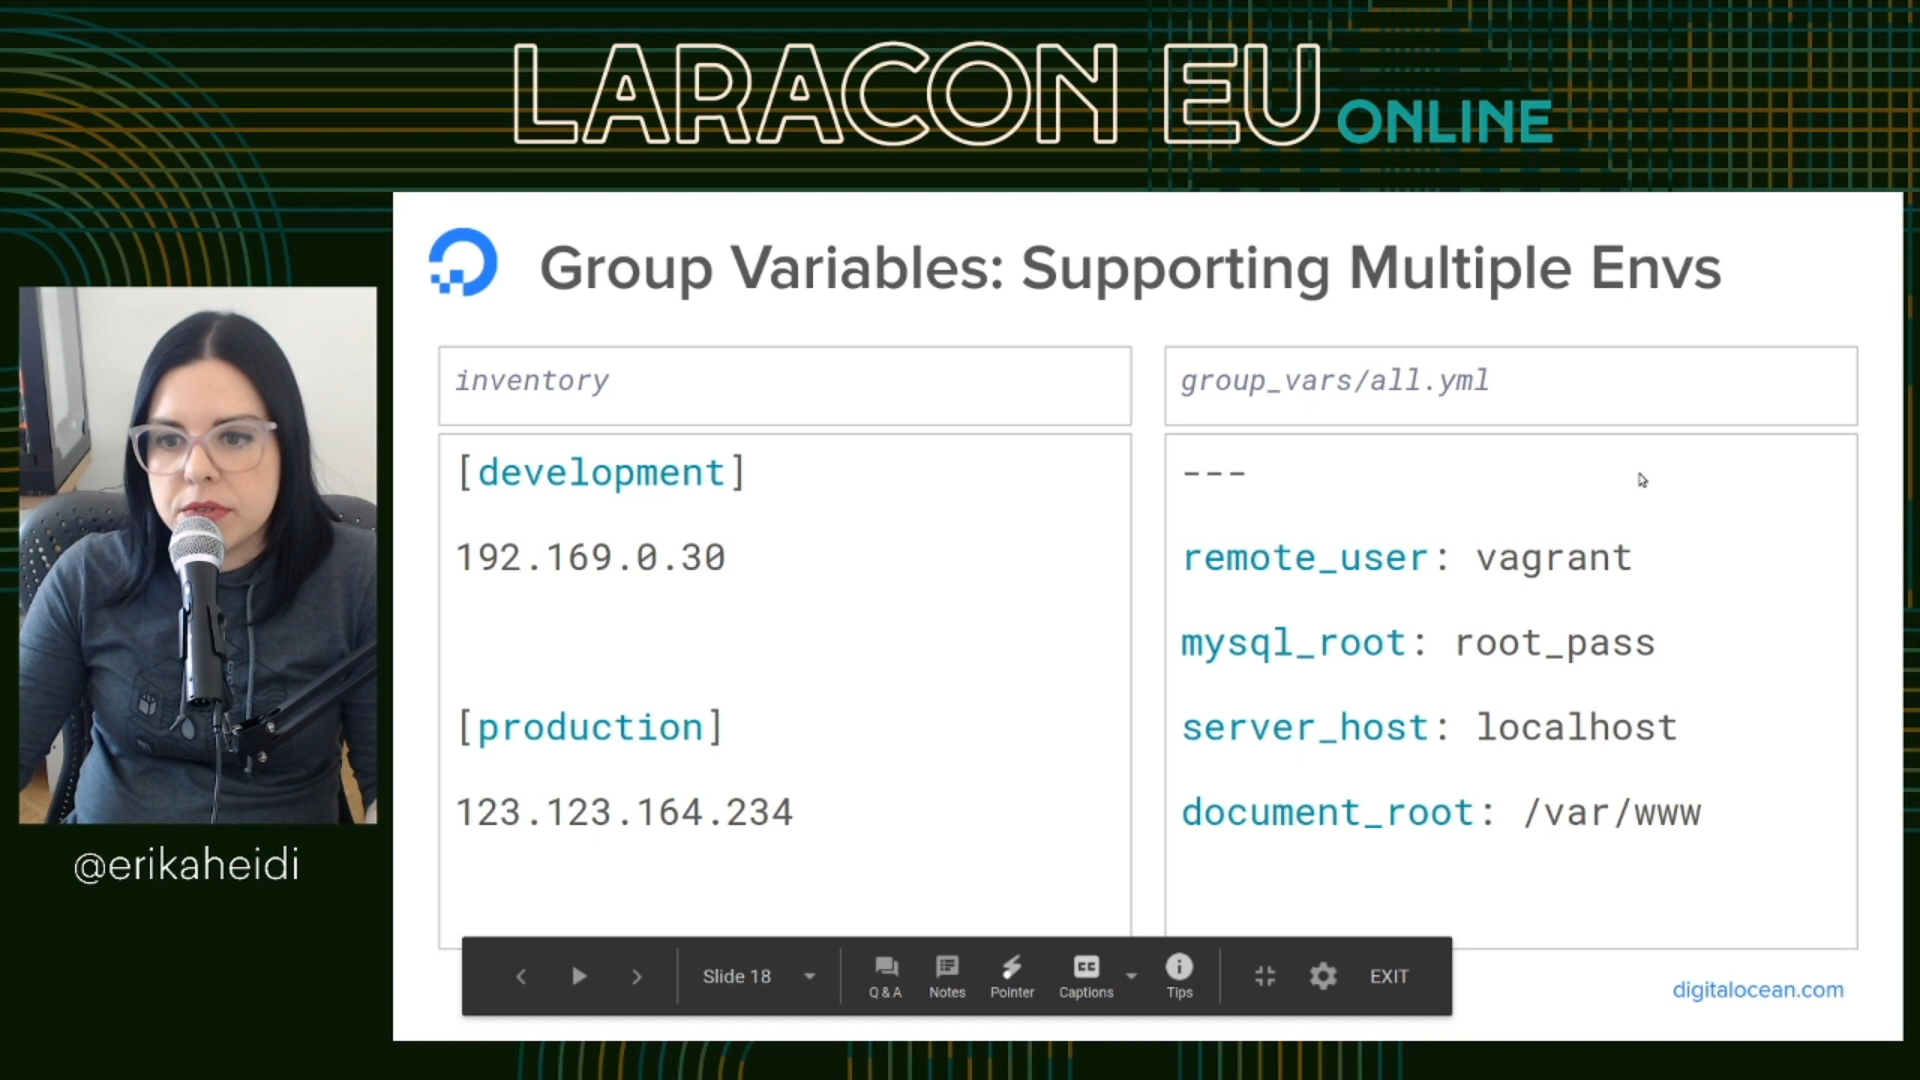 LARACON EU ONLINE
Group Variables: Supporting Multiple Envs
inventory
[development]
192.169.0.30
[production]
123.123.164.234
group_vars/all.yml
---
remote_user: vagrant
mysql_root: root_pass
server_host: localhost
document_root: /var/www
@erikaheidi
Slide 18
Q & A
Notes
CC
Captions
Pointer
Tips
EXIT
digitalocean.com